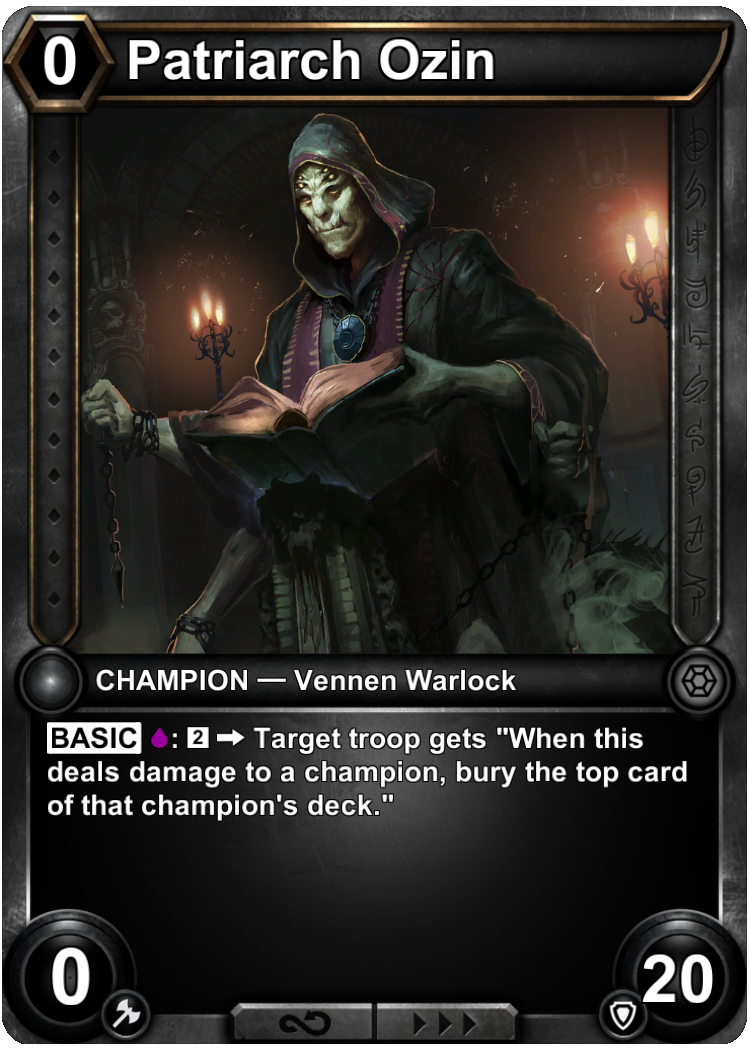 0 Patriarch Ozin
CHAMPION — Vennen Warlock
BASIC : 2 → Target troop gets "When this
deals damage to a champion, bury the top card
of that champion's deck."
0 20